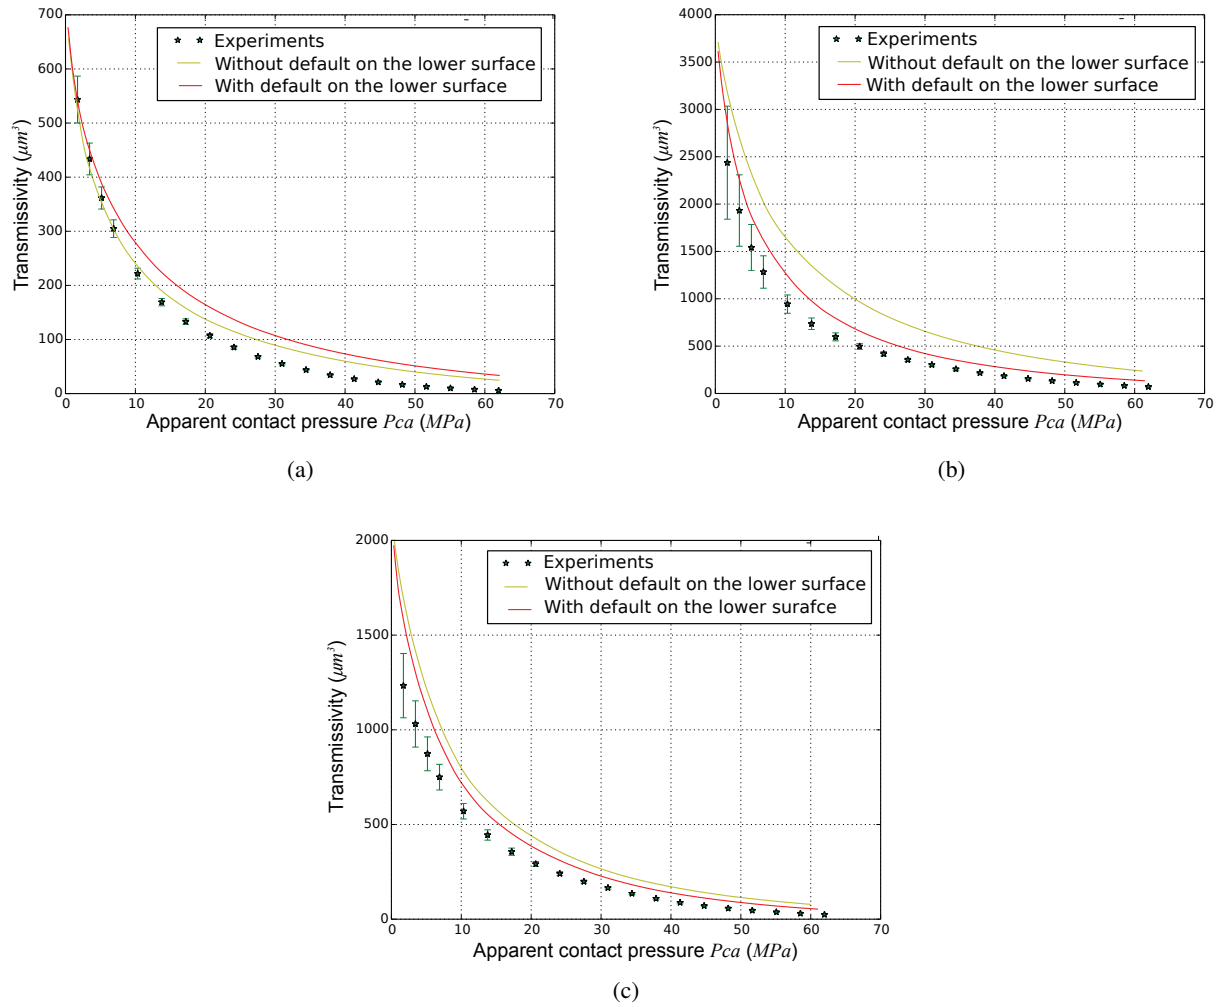 700
600
500
400
300
200
100
0
Transmissivity (μm³)
Experiments
Without default on the lower surface
With default on the lower surface
0 10 20 30 40 50 60 70
Apparent contact pressure Pca (MPa)
(a)
4000
3500
3000
2500
2000
1500
1000
500
0
Transmissivity (μm³)
Experiments
Without default on the lower surface
With default on the lower surface
0 10 20 30 40 50 60 70
Apparent contact pressure Pca (MPa)
(b)
2000
1500
1000
500
0
Transmissivity (μm³)
Experiments
Without default on the lower surface
With default on the lower surafce
0 10 20 30 40 50 60 70
Apparent contact pressure Pca (MPa)
(c)